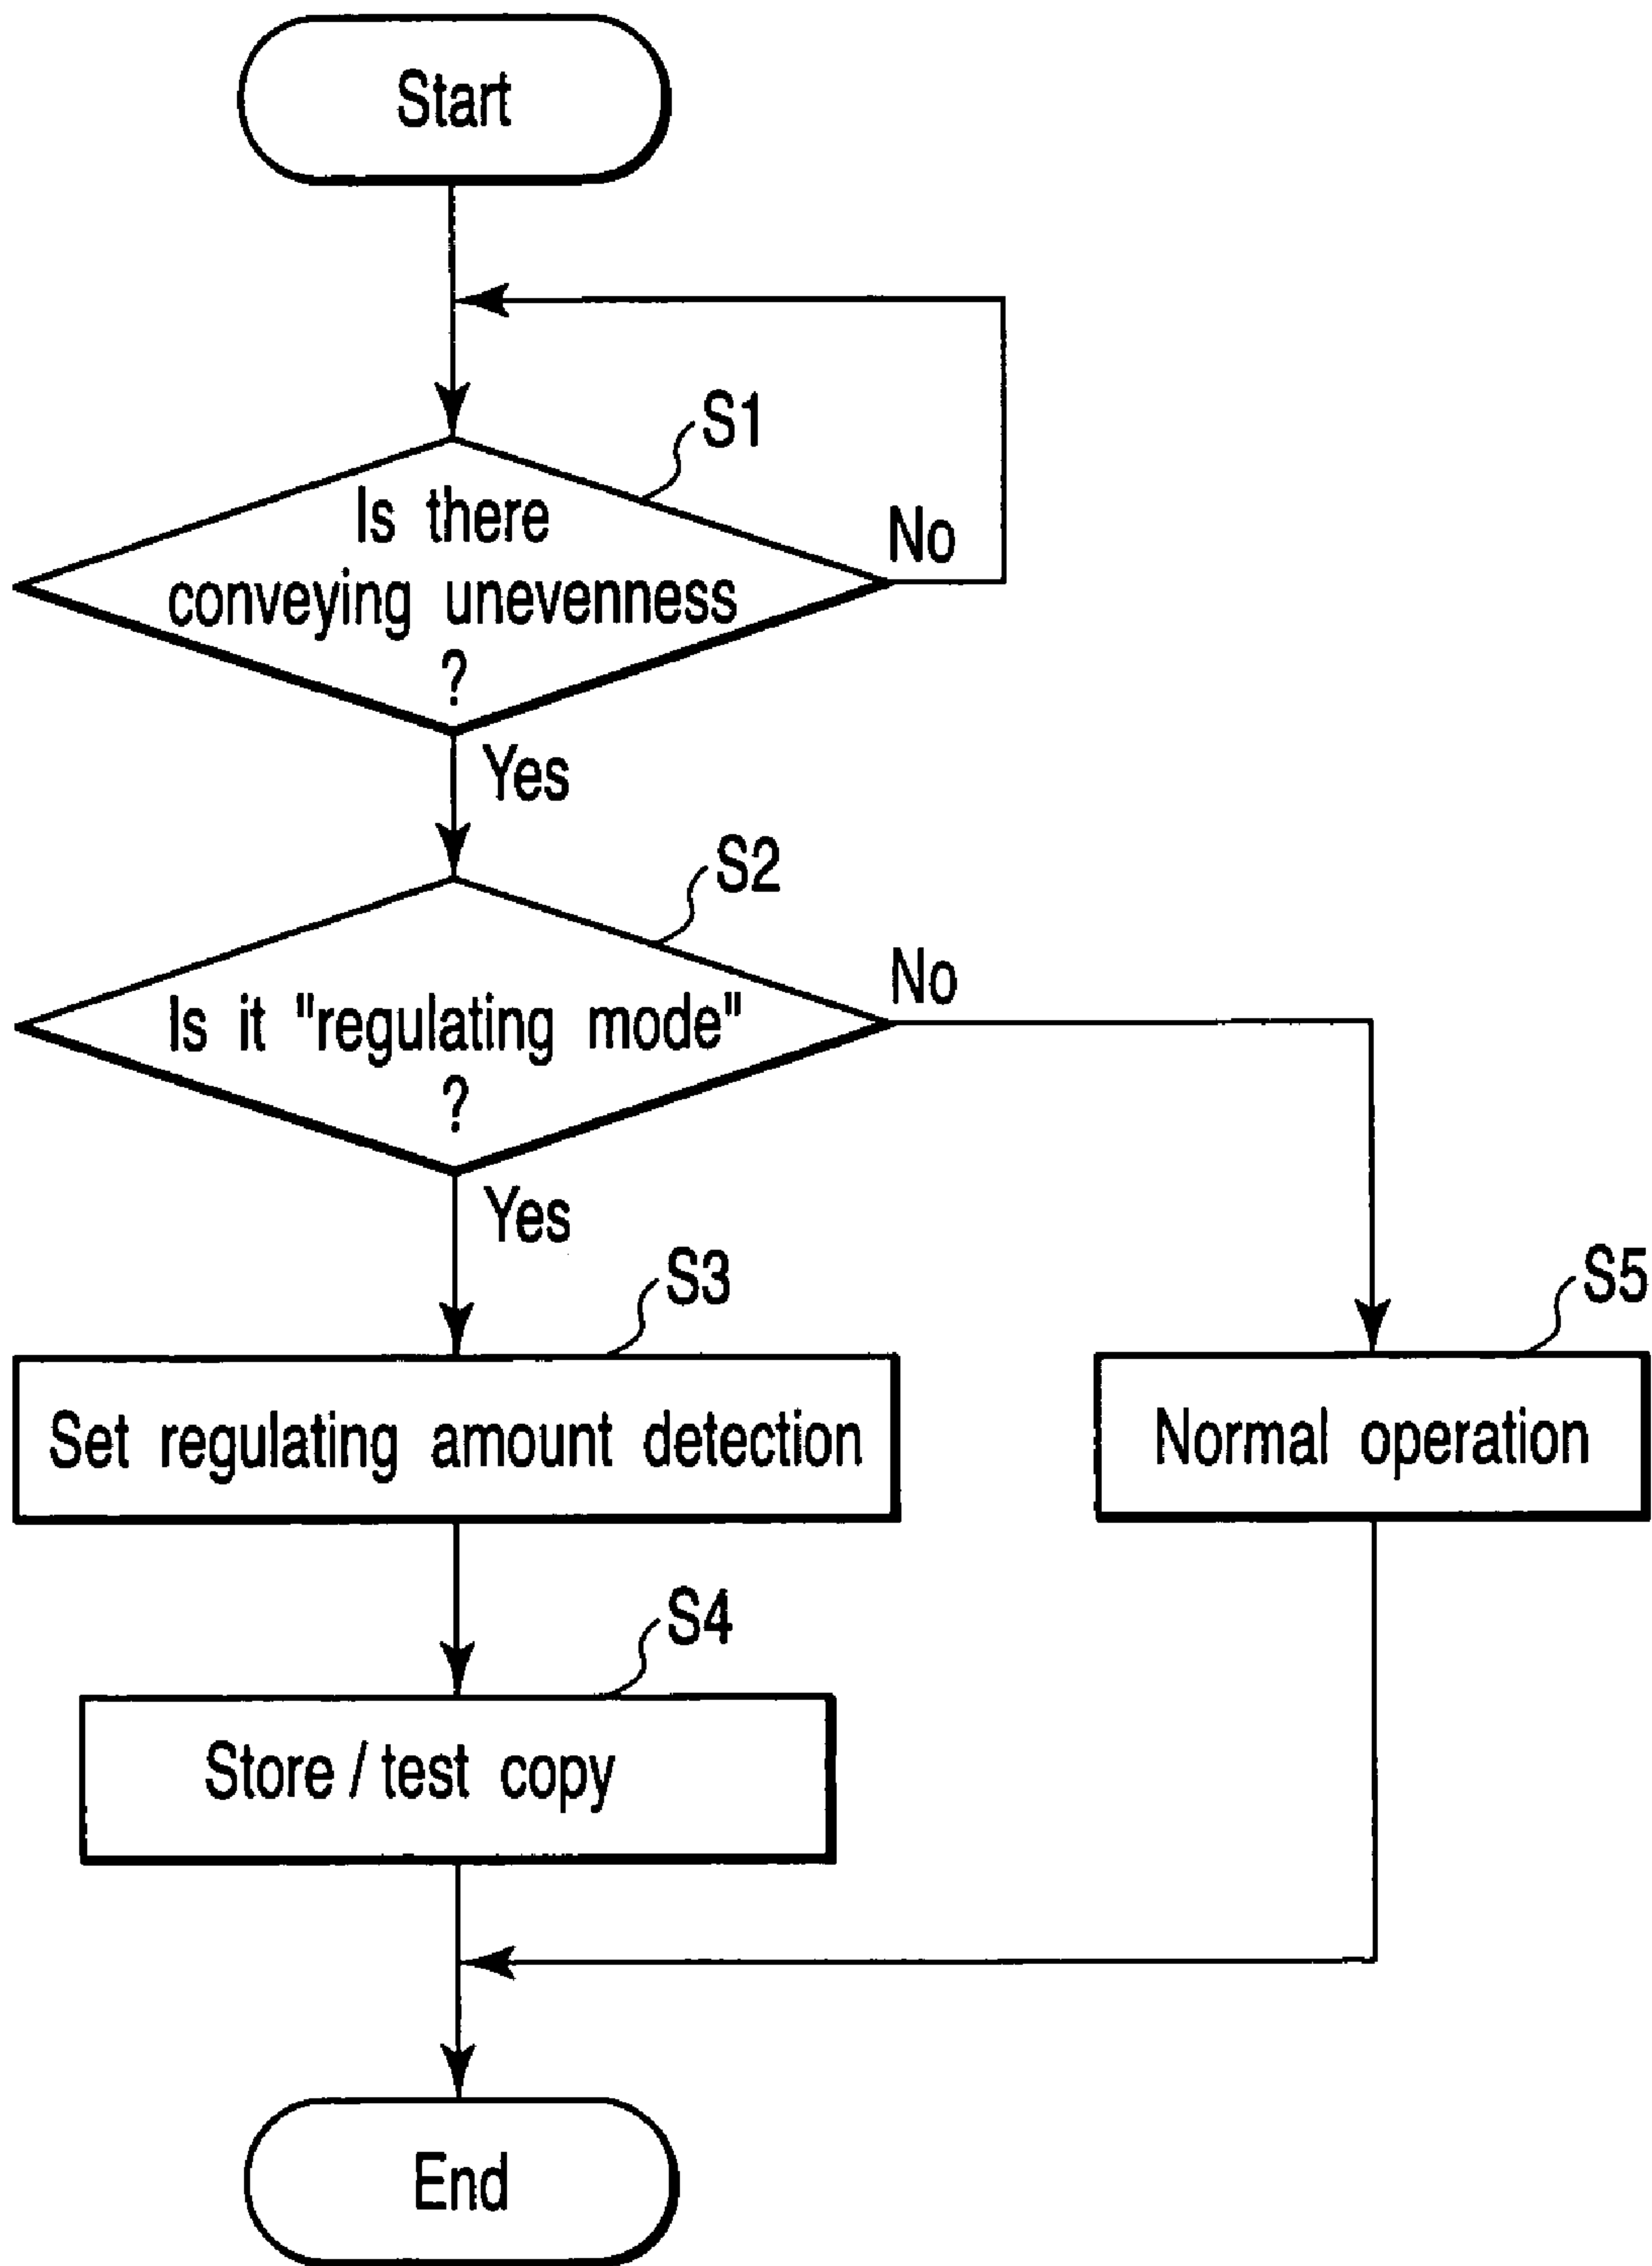 Start
S1
Is there
No
conveying unevenness
?
Yes
S2
No
Is it "regulating mode"
?
Yes
S3
S5
Set regulating amount detection
Normal operation
S4
Store / test copy
End